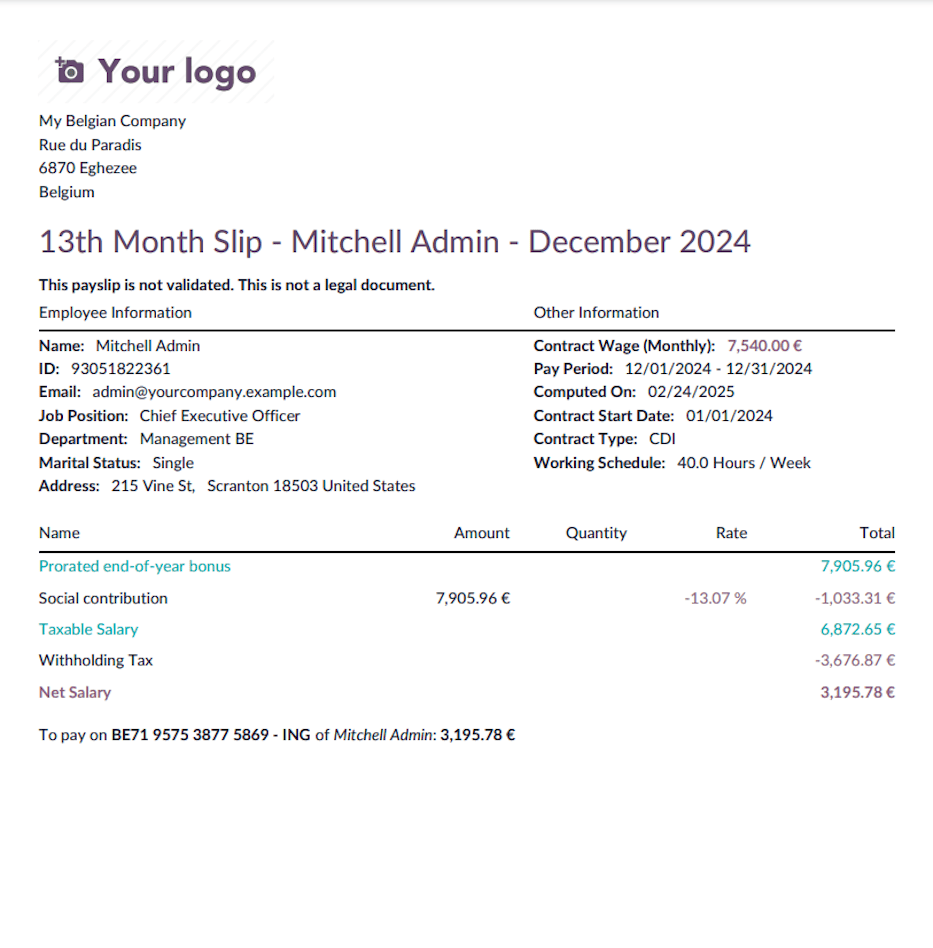 Your logo
My Belgian Company
Rue du Paradis
6870 Eghezee
Belgium
13th Month Slip - Mitchell Admin - December 2024
This payslip is not validated. This is not a legal document.
Employee Information Other Information
Name: Mitchell Admin Contract Wage (Monthly): 7,540.00 €
ID: 93051822361 Pay Period: 12/01/2024 - 12/31/2024
Email: admin@yourcompany.example.com Computed On: 02/24/2025
Job Position: Chief Executive Officer Contract Start Date: 01/01/2024
Department: Management BE Contract Type: CDI
Marital Status: Single Working Schedule: 40.0 Hours / Week
Address: 215 Vine St, Scranton 18503 United States
Name Amount Quantity Rate Total
Prorated end-of-year bonus 7,905.96 €
Social contribution 7,905.96 € -13.07 % -1,033.31 €
Taxable Salary 6,872.65 €
Withholding Tax -3,676.87 €
Net Salary 3,195.78 €
To pay on BE71 9575 3877 5869 - ING of Mitchell Admin: 3,195.78 €